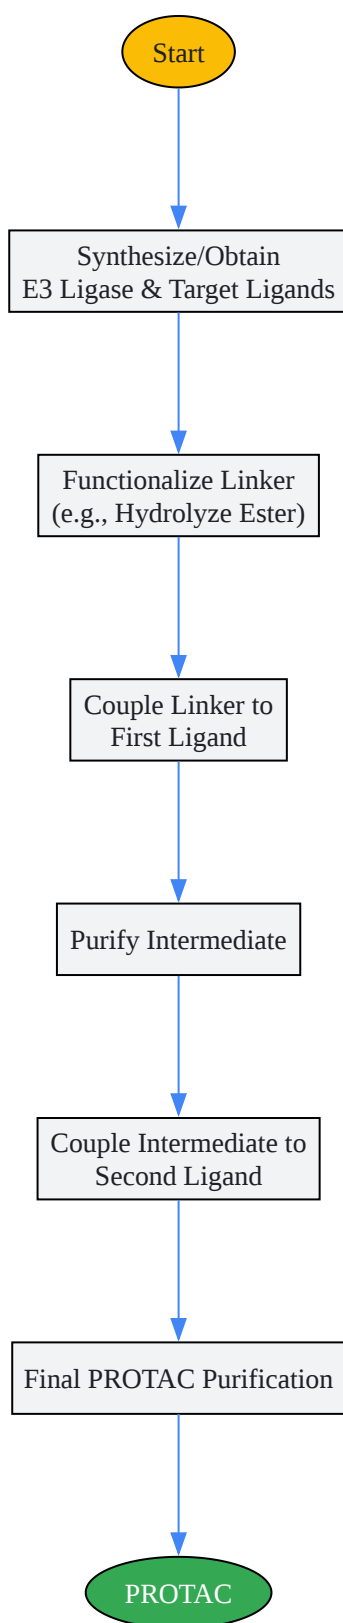 Start
Synthesize/Obtain
E3 Ligase & Target Ligands
Functionalize Linker
(e.g., Hydrolyze Ester)
Couple Linker to
First Ligand
Purify Intermediate
Couple Intermediate to
Second Ligand
Final PROTAC Purification
PROTAC